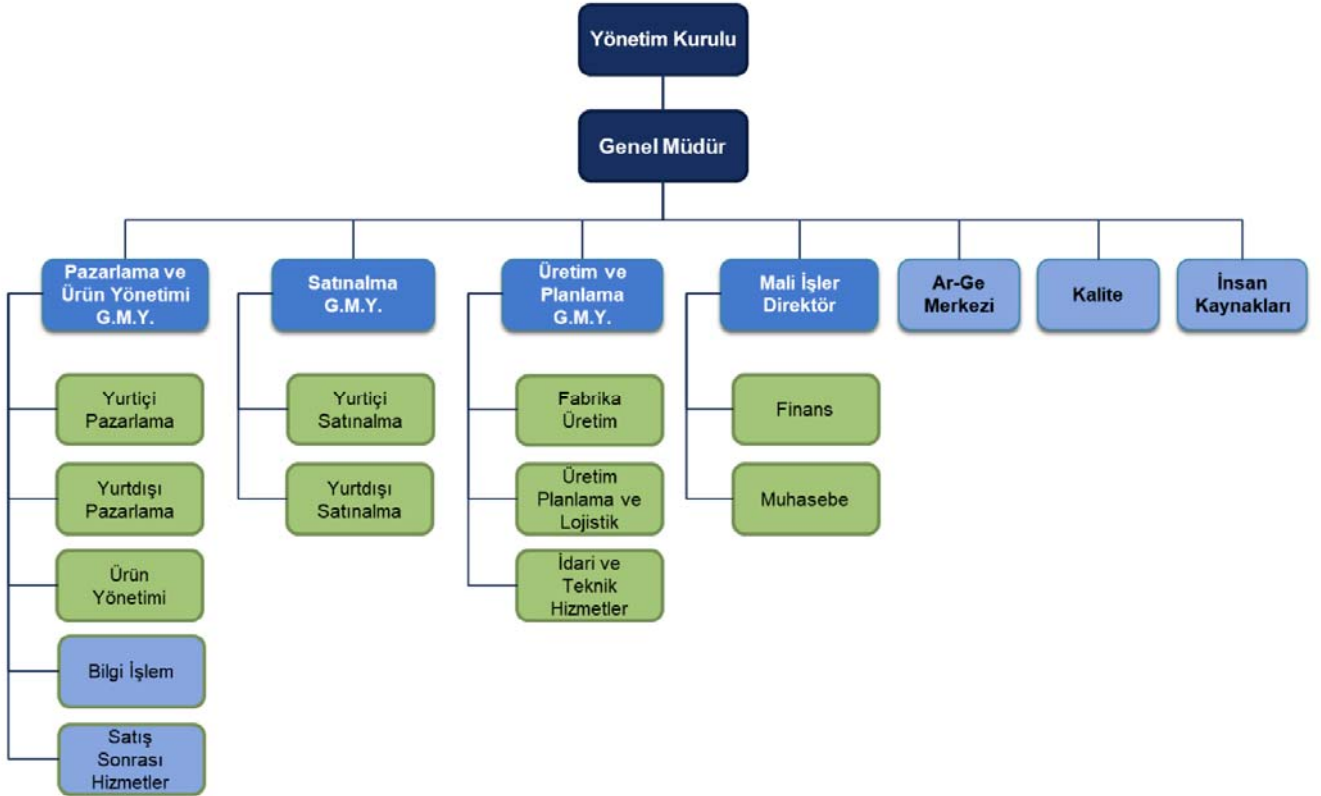 Yönetim Kurulu
Genel Müdür
Pazarlama ve
Ürün Yönetimi
G.M.Y.
Satınalma
G.M.Y.
Üretim ve
Planlama
G.M.Y.
Mali İşler
Direktör
Ar-Ge
Merkezi
Kalite
İnsan
Kaynakları
Yurtiçi
Pazarlama
Yurtiçi
Satınalma
Fabrika
Üretim
Finans
Yurtdışı
Pazarlama
Yurtdışı
Satınalma
Üretim
Planlama ve
Lojistik
Muhasebe
Ürün
Yönetimi
İdari ve
Teknik
Hizmetler
Bilgi İşlem
Satış
Sonrası
Hizmetler